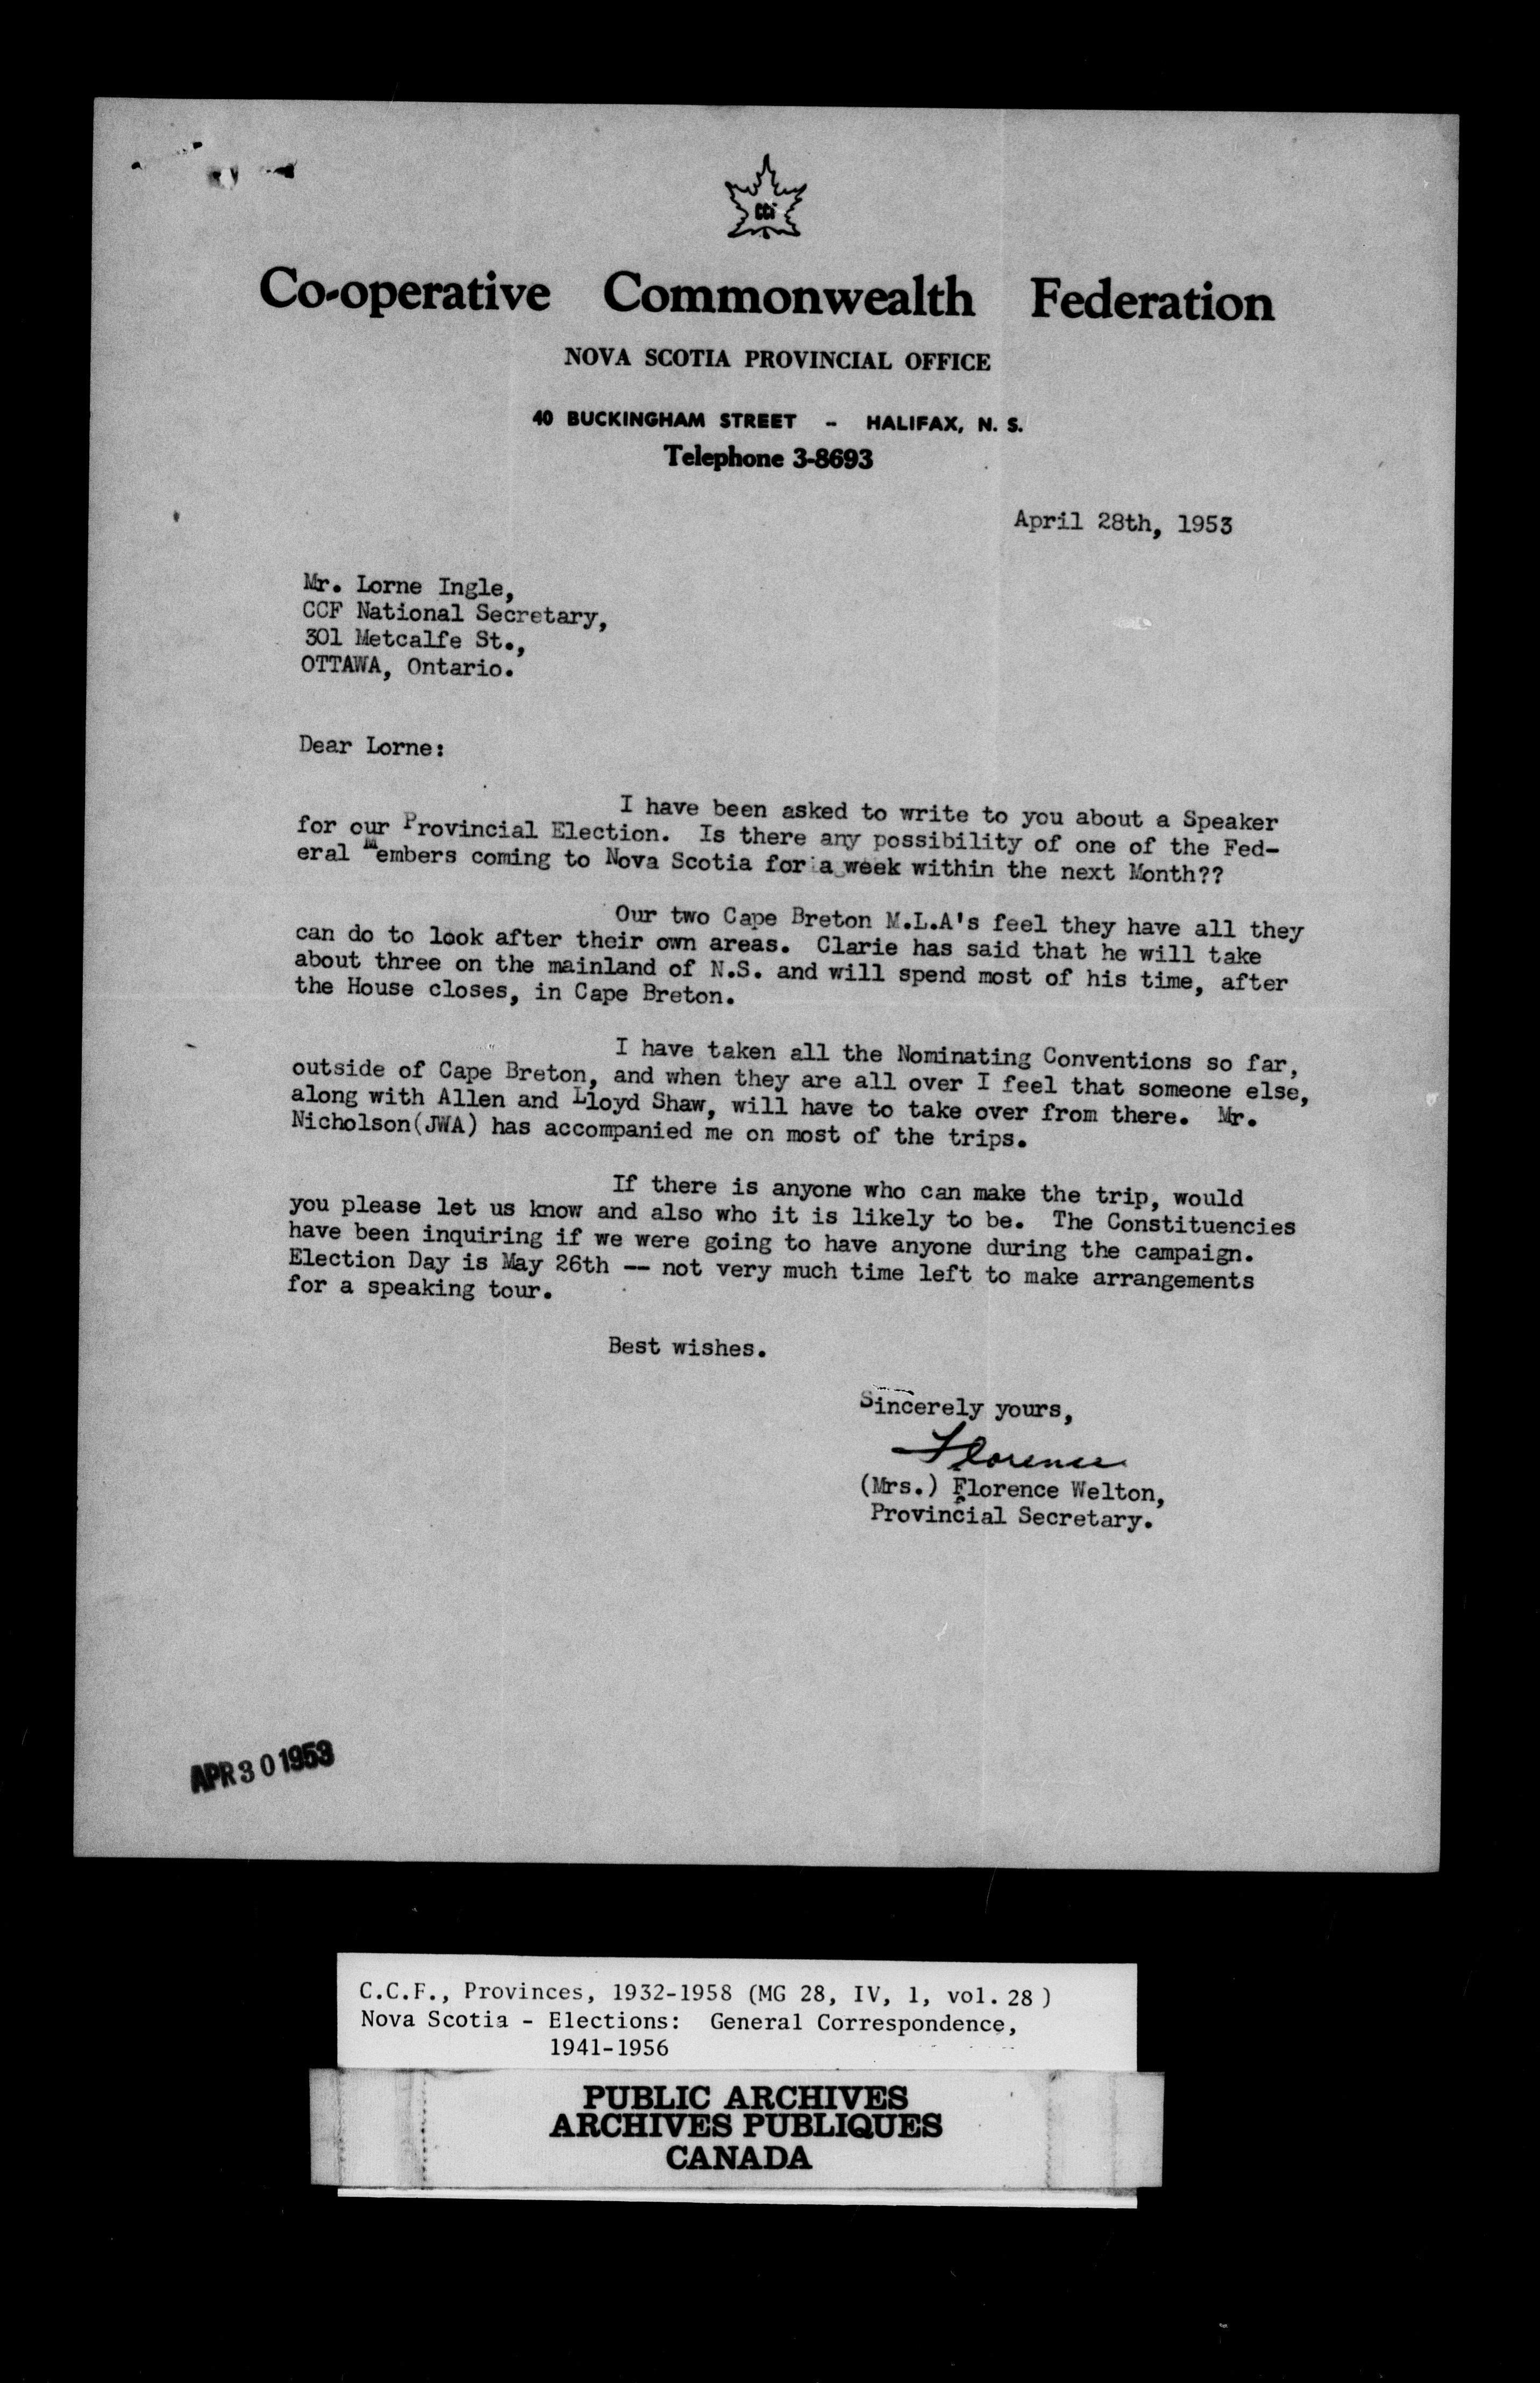 CCF
Co-operative Commonwealth Federation
NOVA SCOTIA PROVINCIAL OFFICE
40 BUCKINGHAM STREET - HALIFAX, N. S.
Telephone 3-8693
April 28th, 1953
Mr. Lorne Ingle,
CCF National Secretary,
301 Metcalfe St.,
OTTAWA, Ontario.
Dear Lorne:
I have been asked to write to you about a Speaker
for our Provincial Election. Is there any possibility of one of the Fed-
eral Members coming to Nova Scotia for a week within the next Month??
Our two Cape Breton M.L.A's feel they have all they
can do to look after their own areas. Clarie has said that he will take
about three on the mainland of N.S. and will spend most of his time, after
the House closes, in Cape Breton.
I have taken all the Nominating Conventions so far,
outside of Cape Breton, and when they are all over I feel that someone else,
along with Allen and Lloyd Shaw, will have to take over from there. Mr.
Nicholson(JWA) has accompanied me on most of the trips.
If there is anyone who can make the trip, would
you please let us know and also who it is likely to be. The Constituencies
have been inquiring if we were going to have anyone during the campaign.
Election Day is May 26th -- not very much time left to make arrangements
for a speaking tour.
Best wishes.
Sincerely yours,
Florence
(Mrs.) Florence Welton,
Provincial Secretary.
APR 30 1953
C.C.F., Provinces, 1932-1958 (MG 28, IV, 1, vol. 28 )
Nova Scotia - Elections: General Correspondence,
1941-1956
PUBLIC ARCHIVES
ARCHIVES PUBLIQUES
CANADA